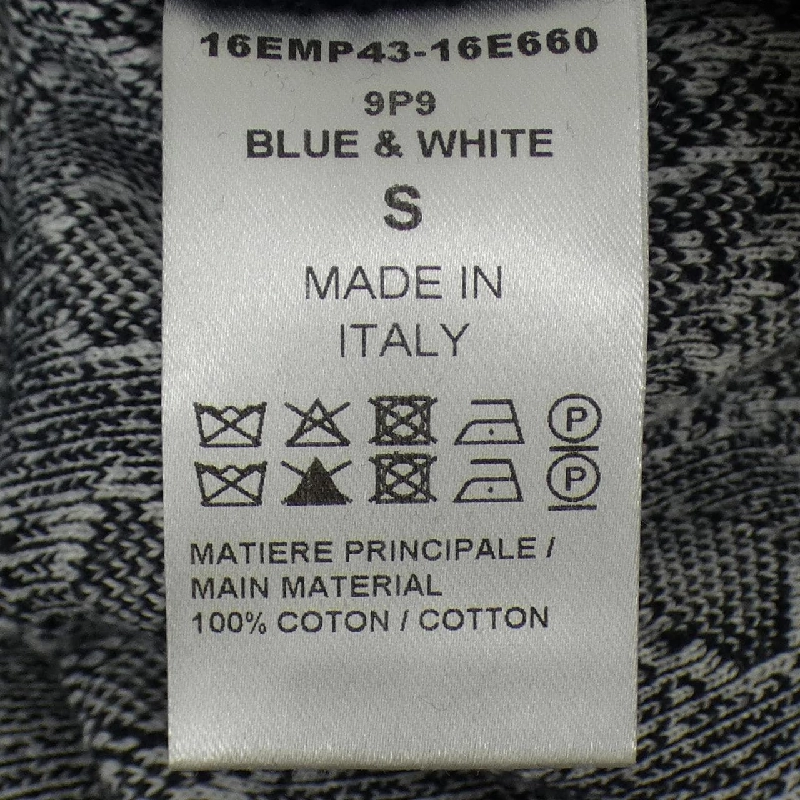 16EMP43-16E660
9P9
BLUE & WHITE
S
MADE IN
ITALY
P
P
MATIERE PRINCIPALE /
MAIN MATERIAL
100% COTON / COTTON